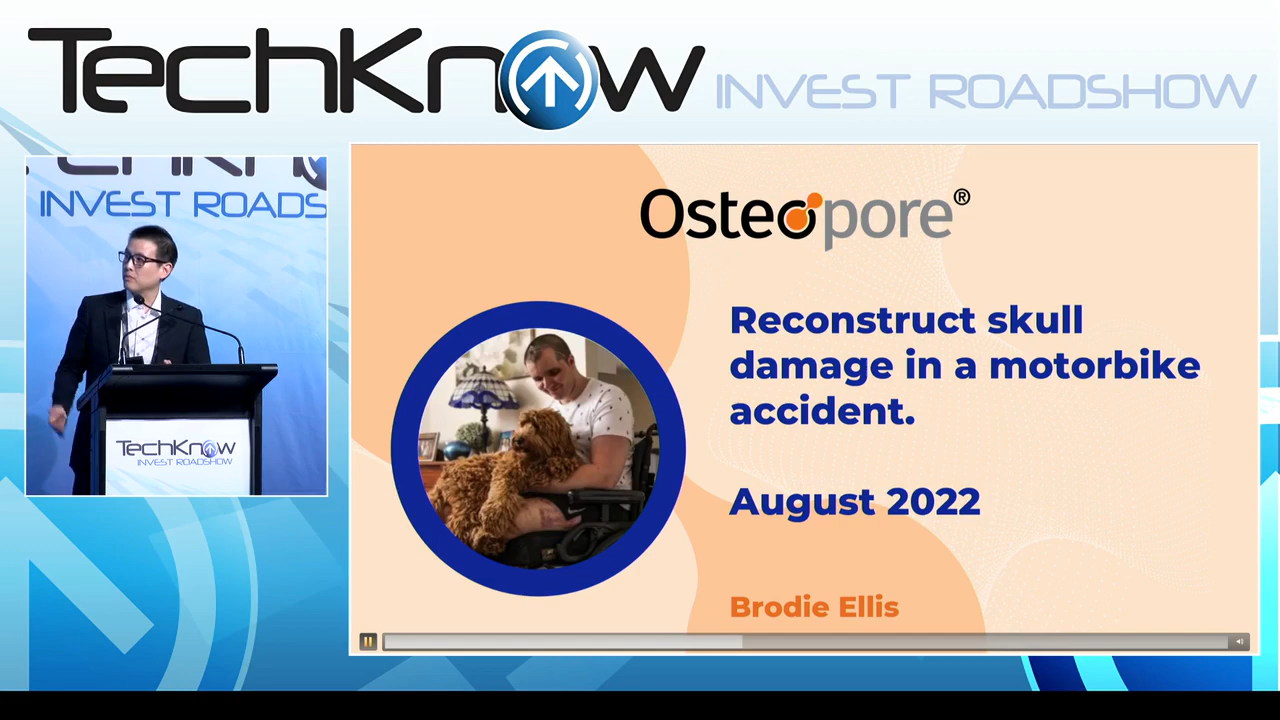 TechKnow INVEST ROADSHOW
INVEST ROADS
TechKnow
INVEST ROADSHOW
Osteopore®
Reconstruct skull
damage in a motorbike
accident.
August 2022
Brodie Ellis